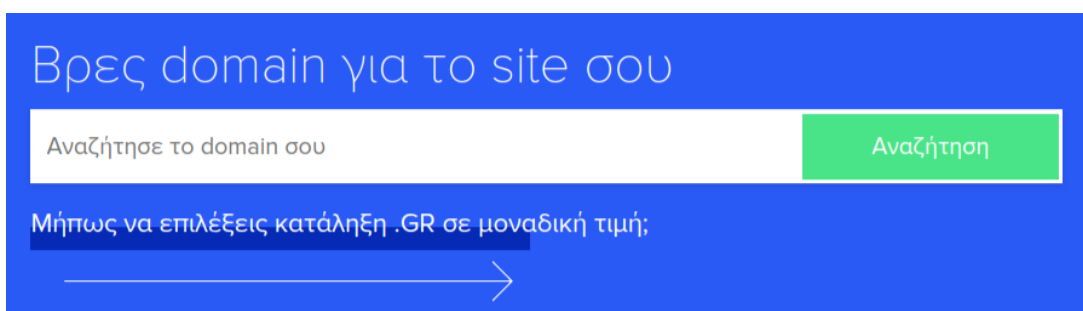 Βρες domain για το site σου
Αναζήτησε το domain σου
Αναζήτηση
Μήπως να επιλέξεις κατάληξη .GR σε μοναδική τιμή;